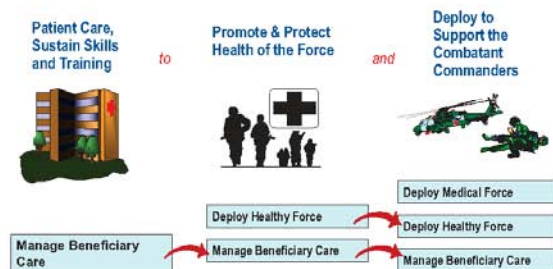 Patient Care,
Sustain Skills
and Training
to
Promote & Protect
Health of the Force
and
Deploy to
Support the
Combatant
Commanders
Manage Beneficiary
Care
Deploy Healthy Force
Manage Beneficiary Care
Deploy Medical Force
Deploy Healthy Force
Manage Beneficiary Care